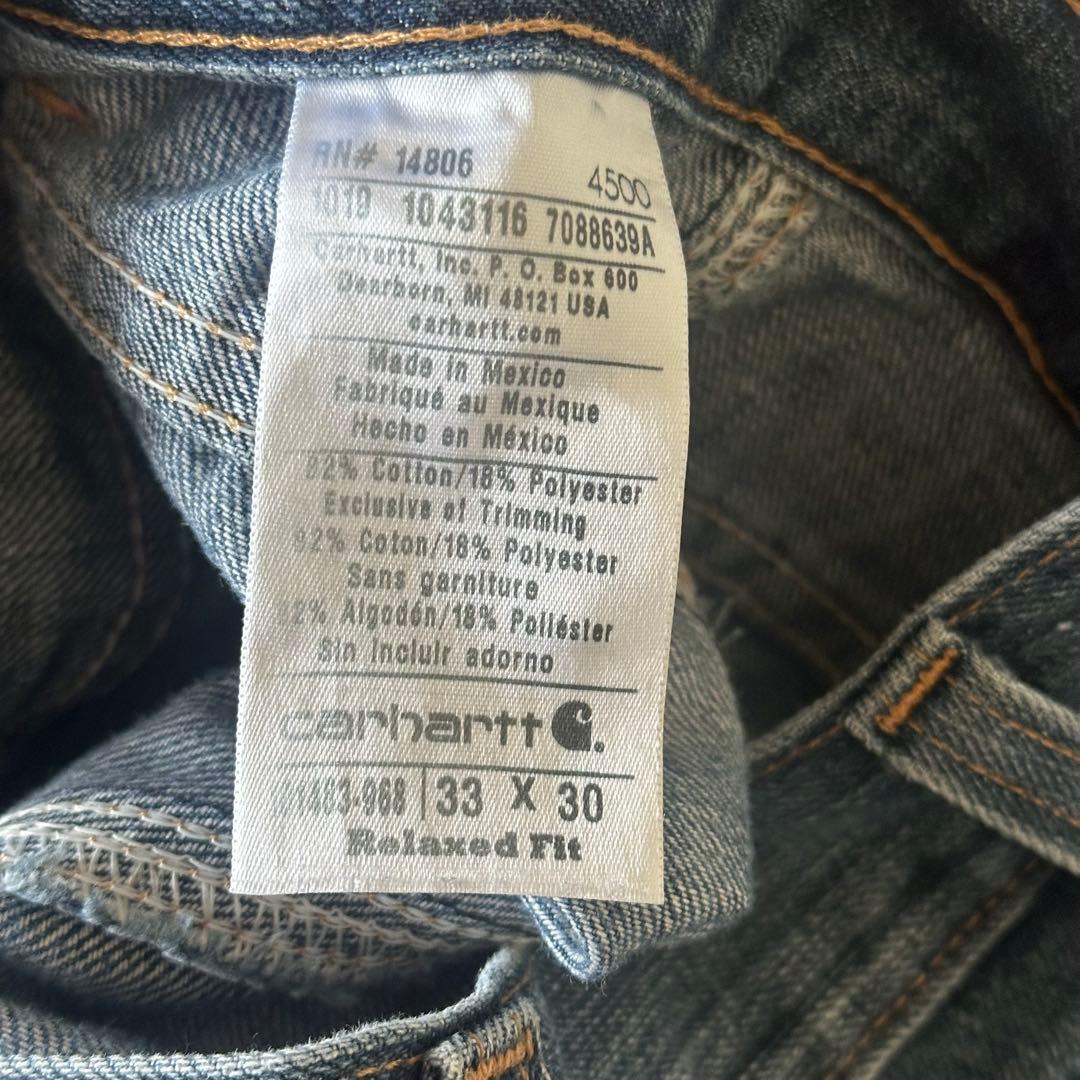 RN# 14806
4500
1019 1043116 7088639A
Carhartt, Inc. P. O. Box 600
Dearborn, MI 48121 USA
carhartt.com
Made in Mexico
Fabriqué au Mexique
Hecho en México
82% Cotton/18% Polyester
Exclusive of Trimming
82% Coton/18% Polyester
Sans garniture
82% Algodón/18% Poliéster
Sin incluir adorno
carhartt
33 X 30
Relaxed Fit